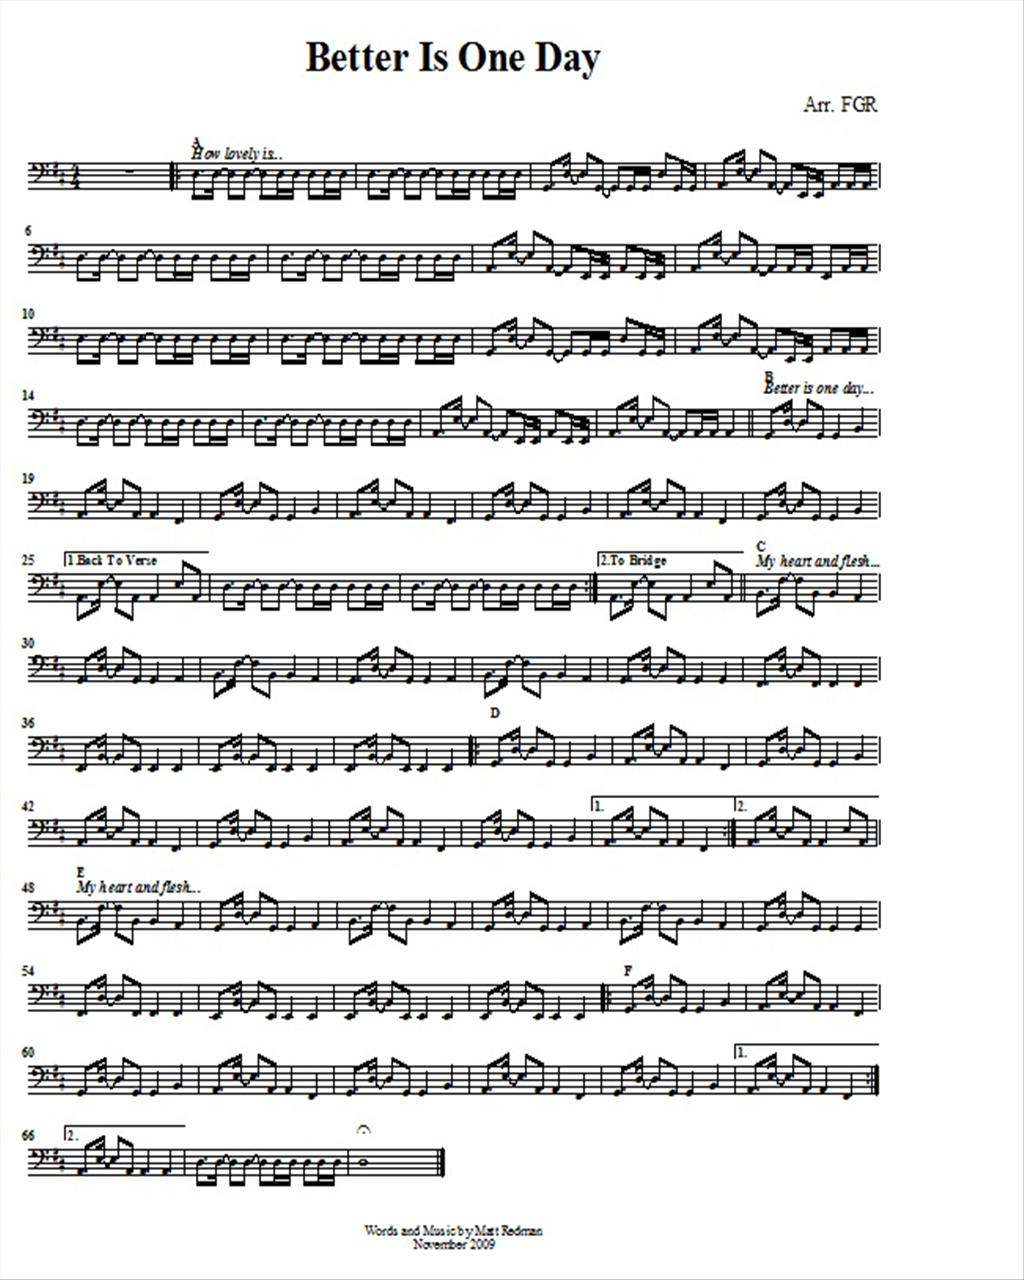 Better Is One Day
Arr. FGR
A
How lovely is...
6
10
B
14
Better is one day...
19
C
25
1.Back To Verse
2.To Bridge
My heart and flesh...
30
D
36
42
1.
2.
E
48
My heart and flesh...
54
F
60
1.
66
2.
Words and Music by Matt Redman
November 2009